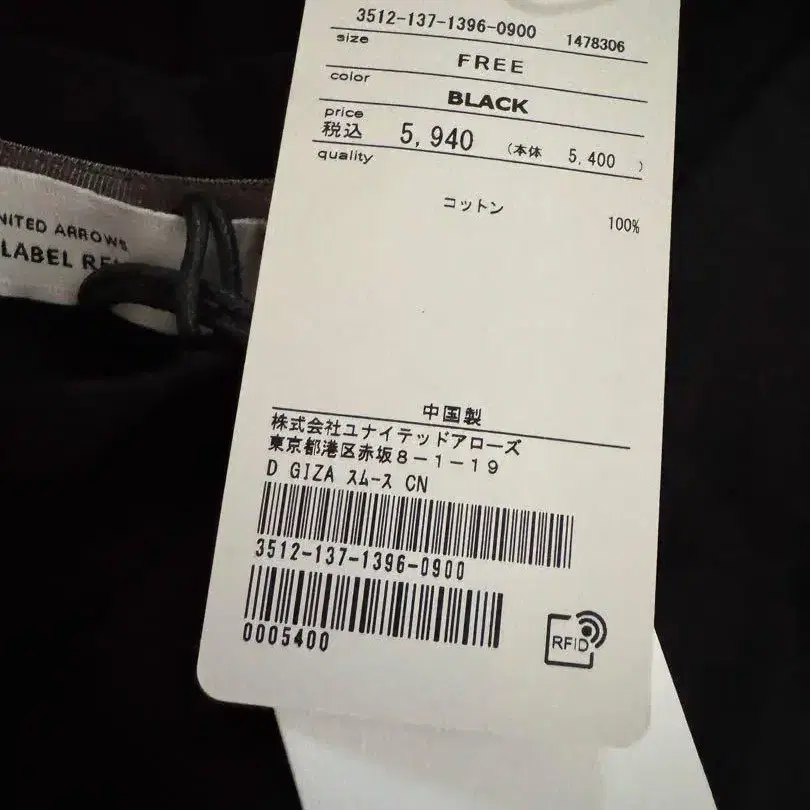 3512-137-1396-0900 1478306
size
FREE
color
BLACK
price
税込 5,940 (本体 5,400 )
quality
コットン 100%
NITED ARROWS
LABEL RE
中国製
株式会社ユナイテッドアローズ
東京都港区赤坂8-1-19
D GIZA スムース CN
3512-137-1396-0900
0005400
RFID